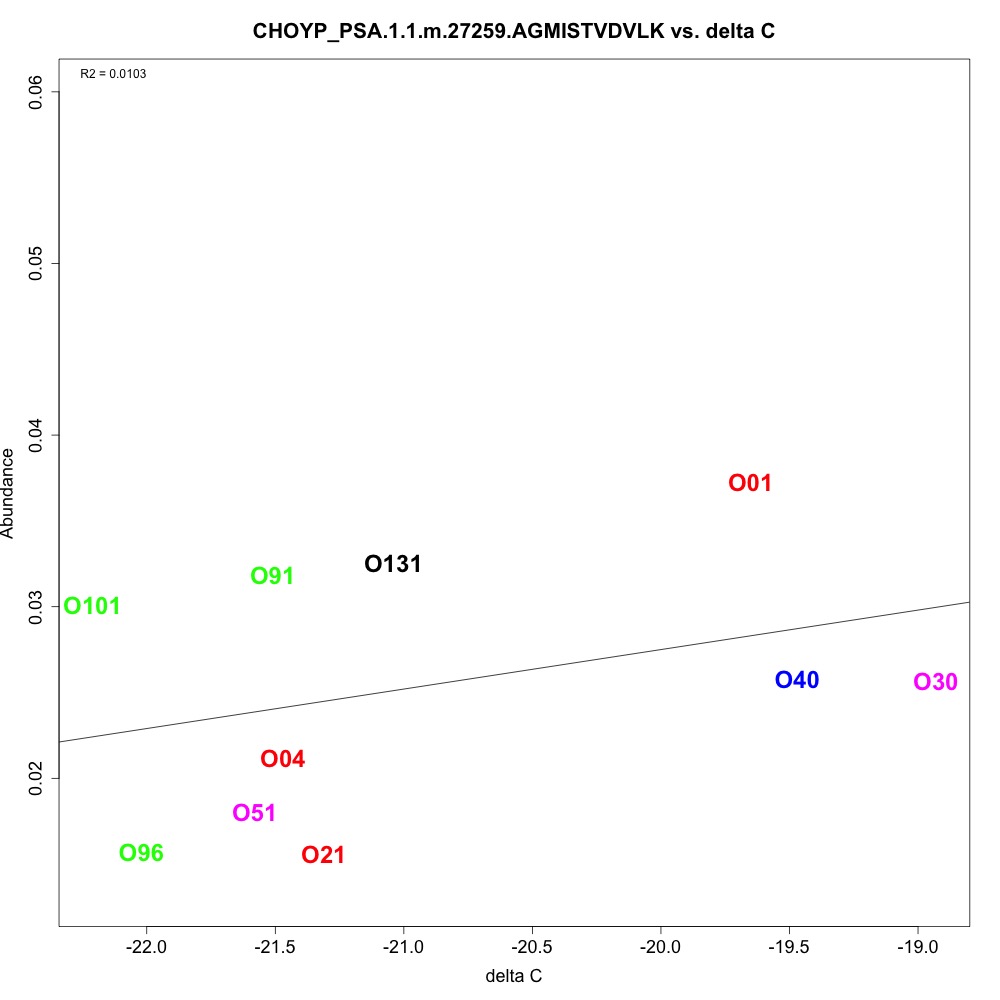 CHOYP_PSA.1.1.m.27259.AGMISTVDVLK vs. delta C
R2 = 0.0103
0.06
0.05
0.04
Abundance
O01
O131
O91
O101
0.03
O40
O30
O04
0.02
O51
O96
O21
-22.0 -21.5 -21.0 -20.5 -20.0 -19.5 -19.0
delta C